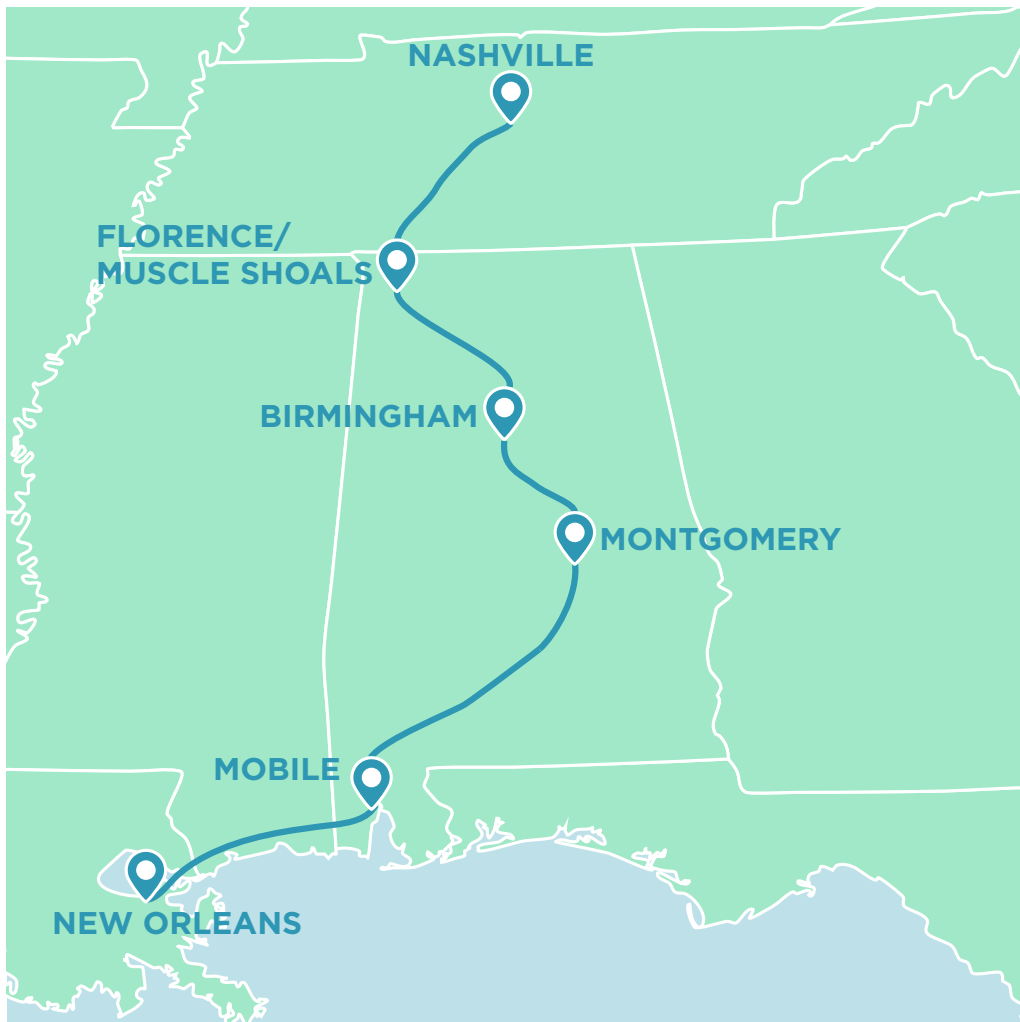 NASHVILLE
FLORENCE/
MUSCLE SHOALS
BIRMINGHAM
MONTGOMERY
MOBILE
NEW ORLEANS